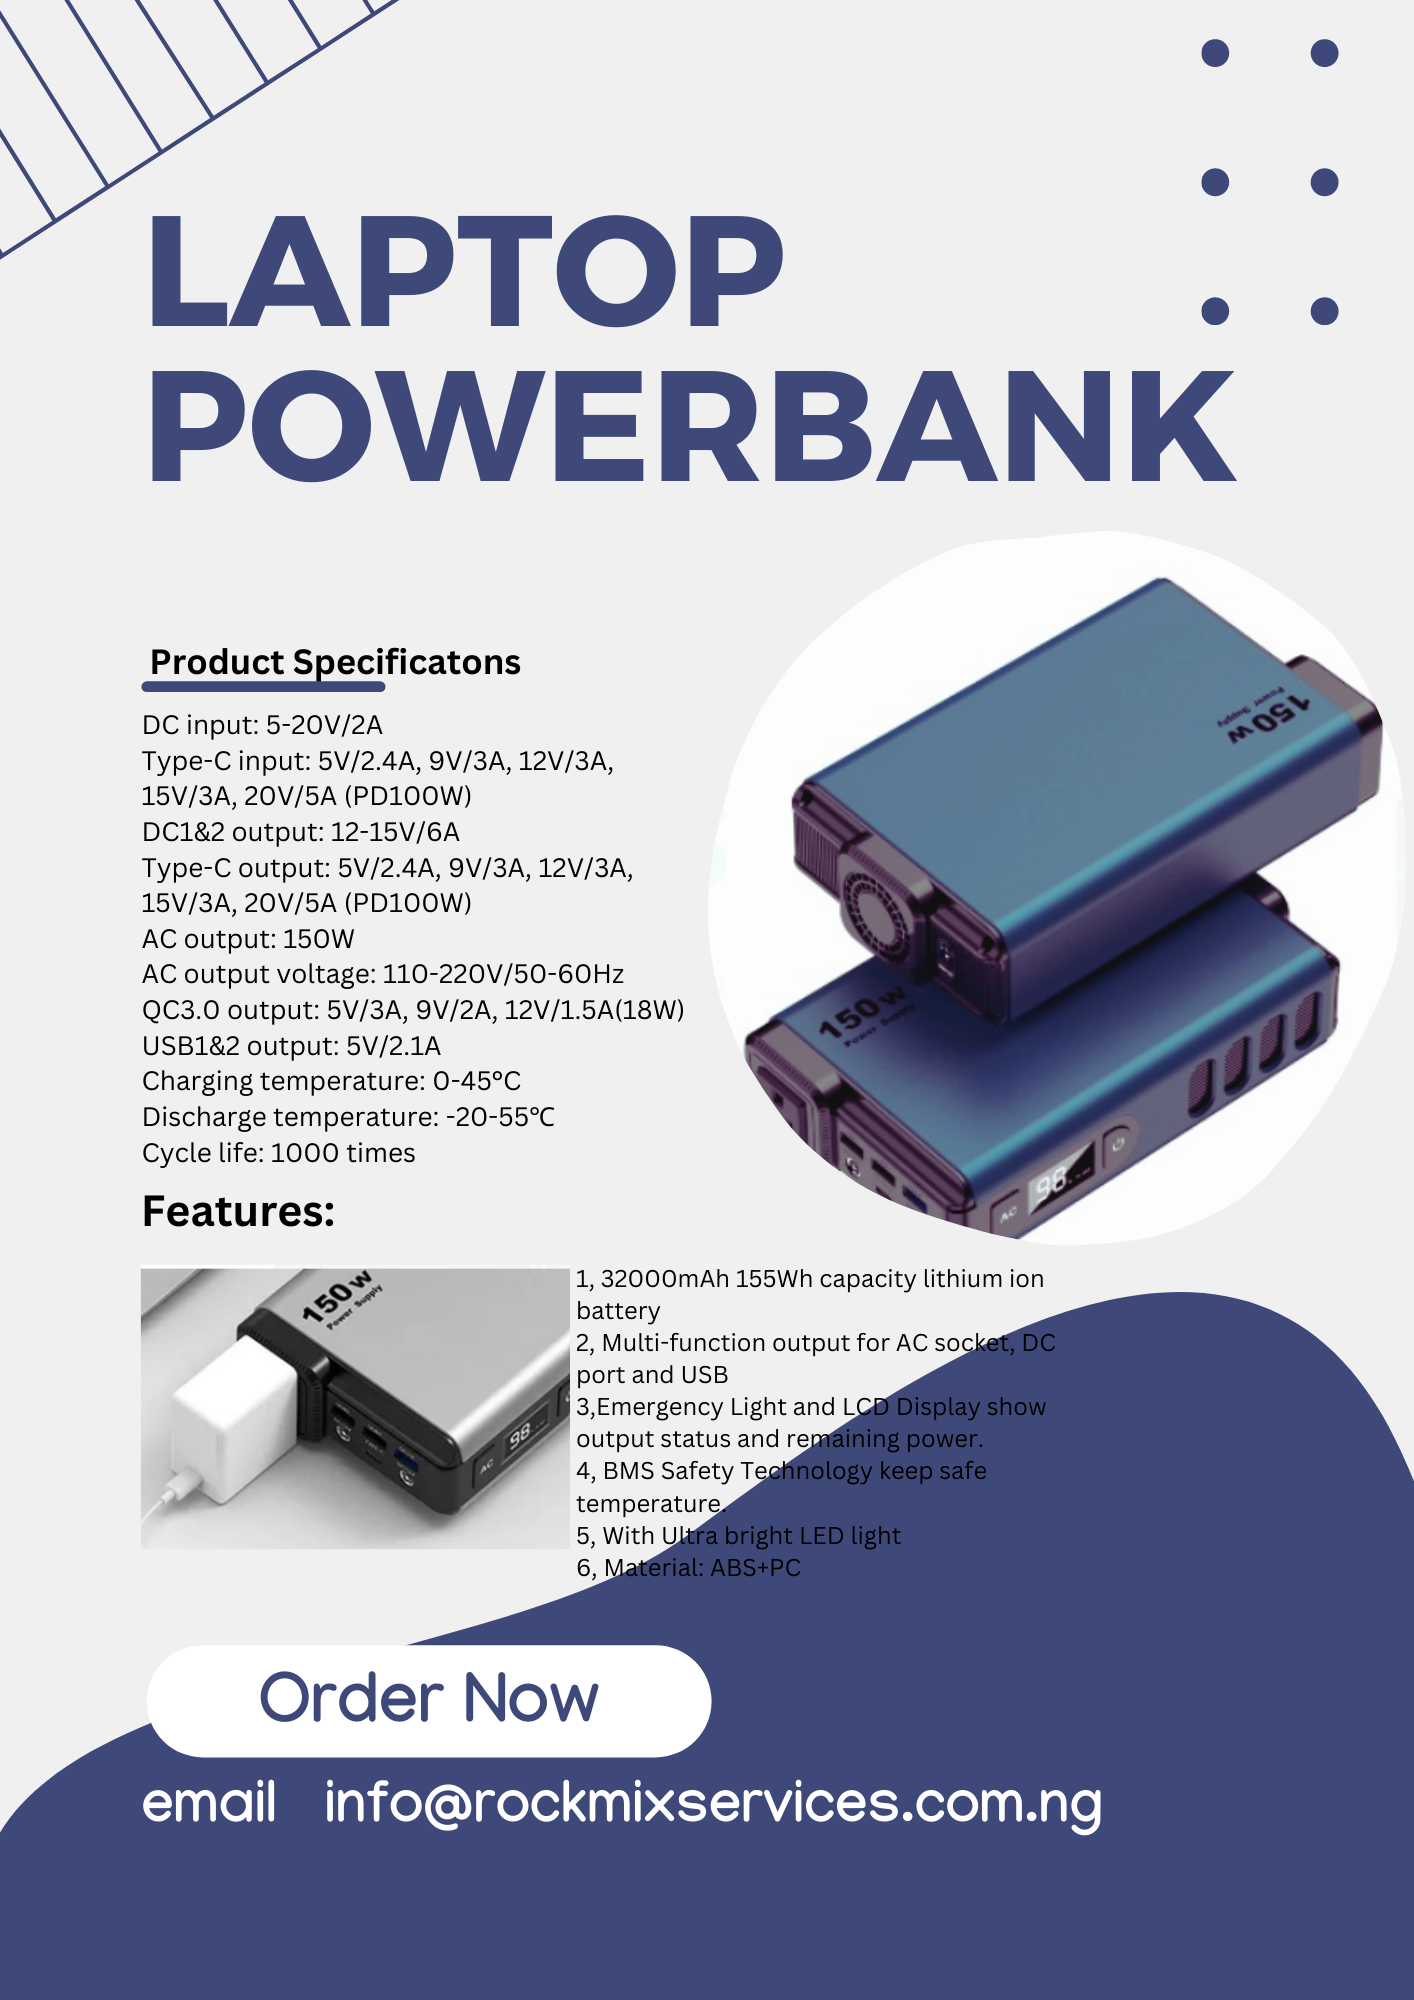 LAPTOP
POWERBANK
Product Specificatons
DC input: 5-20V/2A
Type-C input: 5V/2.4A, 9V/3A, 12V/3A,
15V/3A, 20V/5A (PD100W)
DC1&2 output: 12-15V/6A
Type-C output: 5V/2.4A, 9V/3A, 12V/3A,
15V/3A, 20V/5A (PD100W)
AC output: 150W
AC output voltage: 110-220V/50-60Hz
QC3.0 output: 5V/3A, 9V/2A, 12V/1.5A(18W)
USB1&2 output: 5V/2.1A
Charging temperature: 0-45°C
Discharge temperature: -20-55℃
Cycle life: 1000 times
150w
Power Supply
150w
Power Supply
98
AC
Features:
150w
Power Supply
98
AC
1, 32000mAh 155Wh capacity lithium ion
battery
2, Multi-function output for AC socket, DC
port and USB
3,Emergency Light and LCD Display show
output status and remaining power.
4, BMS Safety Technology keep safe
temperature.
5, With Ultra bright LED light
6, Material: ABS+PC
Order Now
email info@rockmixservices.com.ng